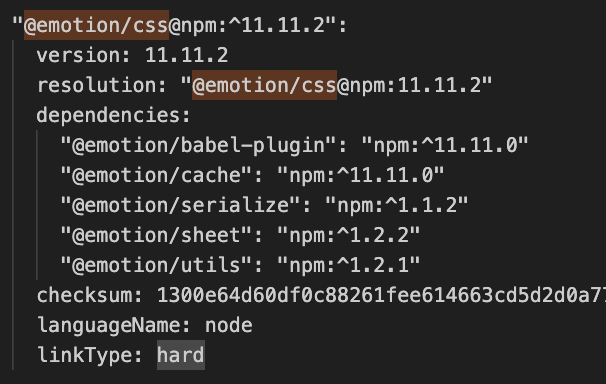 "@emotion/css@npm:^11.11.2":
version: 11.11.2
resolution: "@emotion/css@npm:11.11.2"
dependencies:
"@emotion/babel-plugin": "npm:^11.11.0"
"@emotion/cache": "npm:^11.11.0"
"@emotion/serialize": "npm:^1.1.2"
"@emotion/sheet": "npm:^1.2.2"
"@emotion/utils": "npm:^1.2.1"
checksum: 1300e64d60df0c88261fee614663cd5d2d0a77
languageName: node
linkType: hard